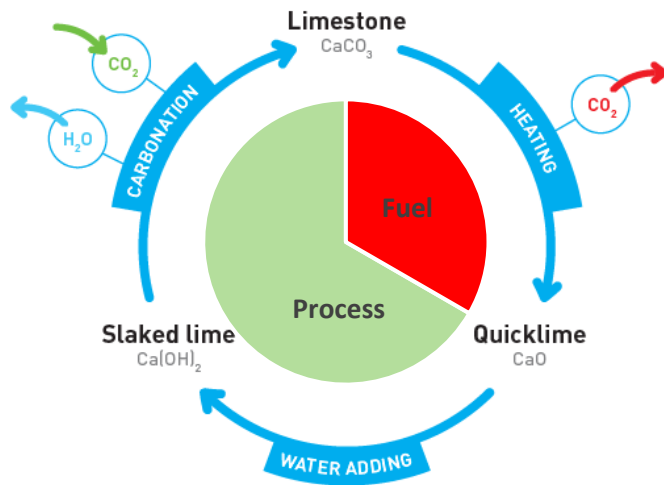 Limestone
CaCO₃
CO₂
H₂O
CARBONATION
HEATING
CO₂
Fuel
Process
Slaked lime
Ca(OH)₂
Quicklime
CaO
WATER ADDING